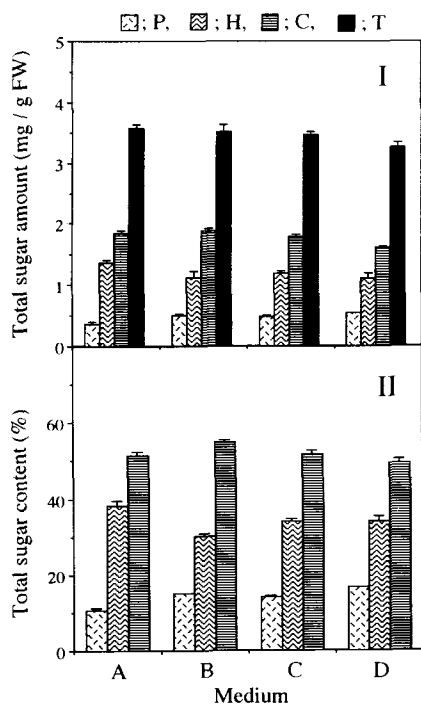 ; P, ; H, ; C, ; T
I
Total sugar amount (mg / g FW)
5
4
3
2
1
0
II
Total sugar content (%)
60
40
20
0
A B C D
Medium